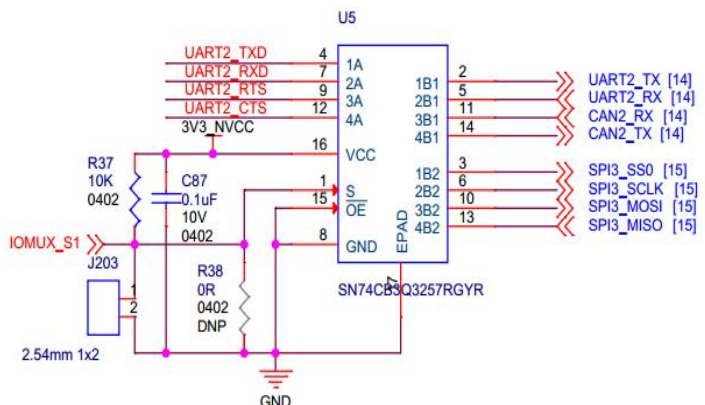 U5
UART2_TXD 4 1A
UART2_RXD 7 2A
UART2_RTS 9 3A
UART2_CTS 12 4A
1B1 2 UART2_TX [14]
2B1 5 UART2_RX [14]
3B1 11 CAN2_RX [14]
4B1 14 CAN2_TX [14]
3V3_NVCC
16 VCC
1B2 3 SPI3_SS0 [15]
2B2 6 SPI3_SCLK [15]
3B2 10 SPI3_MOSI [15]
4B2 13 SPI3_MISO [15]
1 S
15 OE
8 GND
EPAD
17
SN74CB3Q3257RGYR
R37
10K
0402
C87
0.1uF
10V
0402
IOMUX_S1
J203
1
2
2.54mm 1x2
R38
0R
0402
DNP
GND